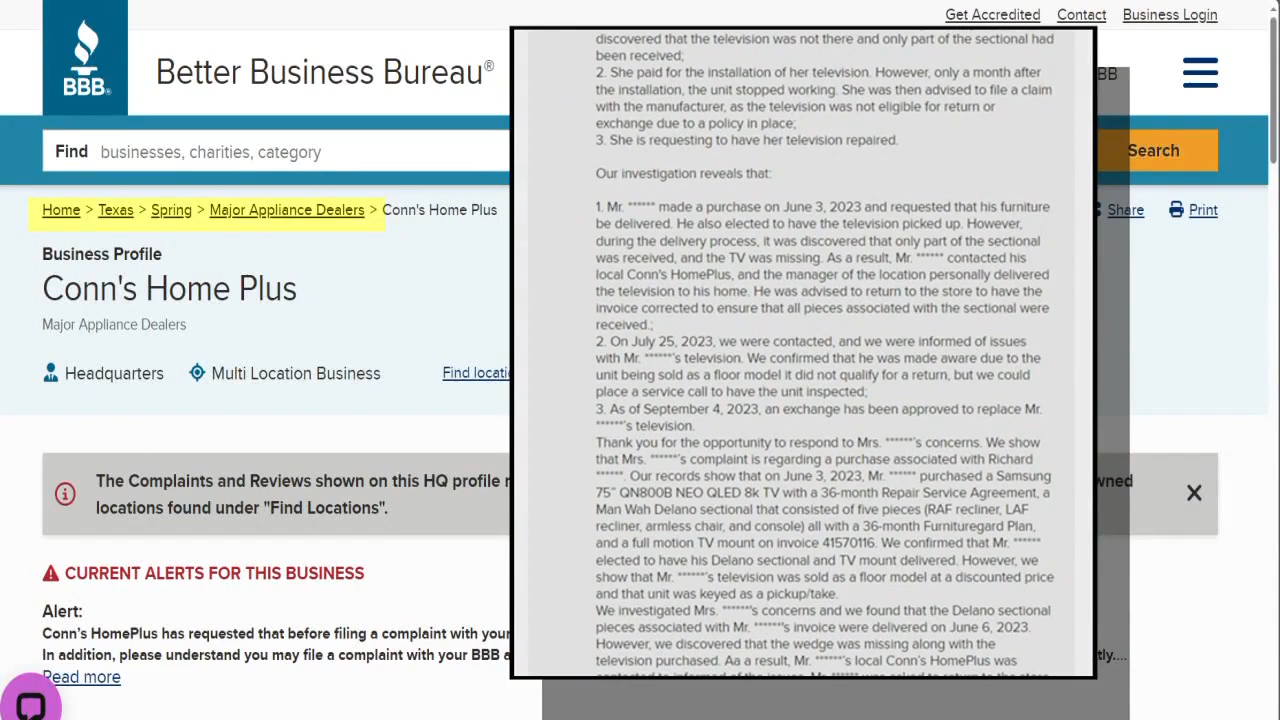 Get Accredited Contact Business Login
BBB®
Better Business Bureau®
BB
Find businesses, charities, category
Search
Home > Texas > Spring > Major Appliance Dealers > Conn's Home Plus
Share Print
Business Profile
Conn's Home Plus
Major Appliance Dealers
Headquarters Multi Location Business Find locati
The Complaints and Reviews shown on this HQ profile
wned
locations found under "Find Locations".
CURRENT ALERTS FOR THIS BUSINESS
Alert:
Conn's HomePlus has requested that before filing a complaint with your
In addition, please understand you may file a complaint with your BBB
tly....
Read more
discovered that the television was not there and only part of the sectional had
been received;
2. She paid for the installation of her television. However, only a month after
the installation, the unit stopped working. She was then advised to file a claim
with the manufacturer, as the television was not eligible for return or
exchange due to a policy in place;
3. She is requesting to have her television repaired.
Our investigation reveals that:
1. Mr. ****** made a purchase on June 3, 2023 and requested that his furniture
be delivered. He also elected to have the television picked up. However,
during the delivery process, it was discovered that only part of the sectional
was received, and the TV was missing. As a result, Mr. ****** contacted his
local Conn's HomePlus, and the manager of the location personally delivered
the television to his home. He was advised to return to the store to have the
invoice corrected to ensure that all pieces associated with the sectional were
received.;
2. On July 25, 2023, we were contacted, and we were informed of issues
with Mr. ******'s television. We confirmed that he was made aware due to the
unit being sold as a floor model it did not qualify for a return, but we could
place a service call to have the unit inspected;
3. As of September 4, 2023, an exchange has been approved to replace Mr.
******'s television.
Thank you for the opportunity to respond to Mrs. ******'s concerns. We show
that Mrs. ******'s complaint is regarding a purchase associated with Richard
******. Our records show that on June 3, 2023, Mr. ****** purchased a Samsung
75" QN800B NEO QLED 8k TV with a 36-month Repair Service Agreement, a
Man Wah Delano sectional that consisted of five pieces (RAF recliner, LAF
recliner, armless chair, and console) all with a 36-month Furnituregard Plan,
and a full motion TV mount on invoice 41570116. We confirmed that Mr. ******
elected to have his Delano sectional and TV mount delivered. However, we
show that Mr. ******'s television was sold as a floor model at a discounted price
and that unit was keyed as a pickup/take.
We investigated Mrs. ******'s concerns and we found that the Delano sectional
pieces associated with Mr. ******'s invoice were delivered on June 6, 2023.
However, we discovered that the wedge was missing along with the
television purchased. Aa a result, Mr. ******'s local Conn's HomePlus was